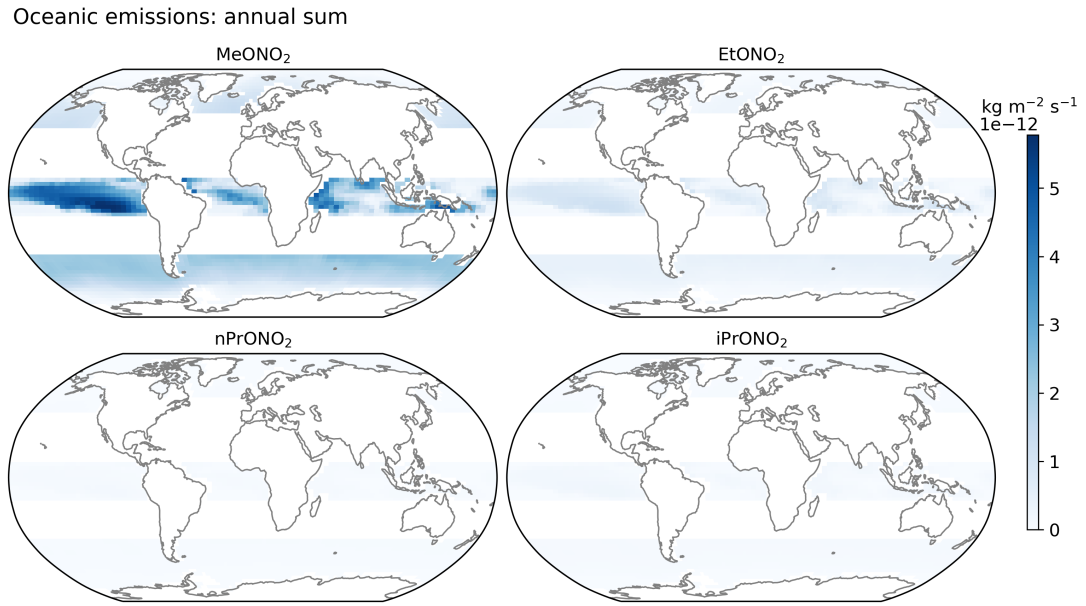 Oceanic emissions: annual sum
MeONO₂
EtONO₂
kg m⁻² s⁻¹
1e−12
5
4
3
2
1
0
nPrONO₂
iPrONO₂